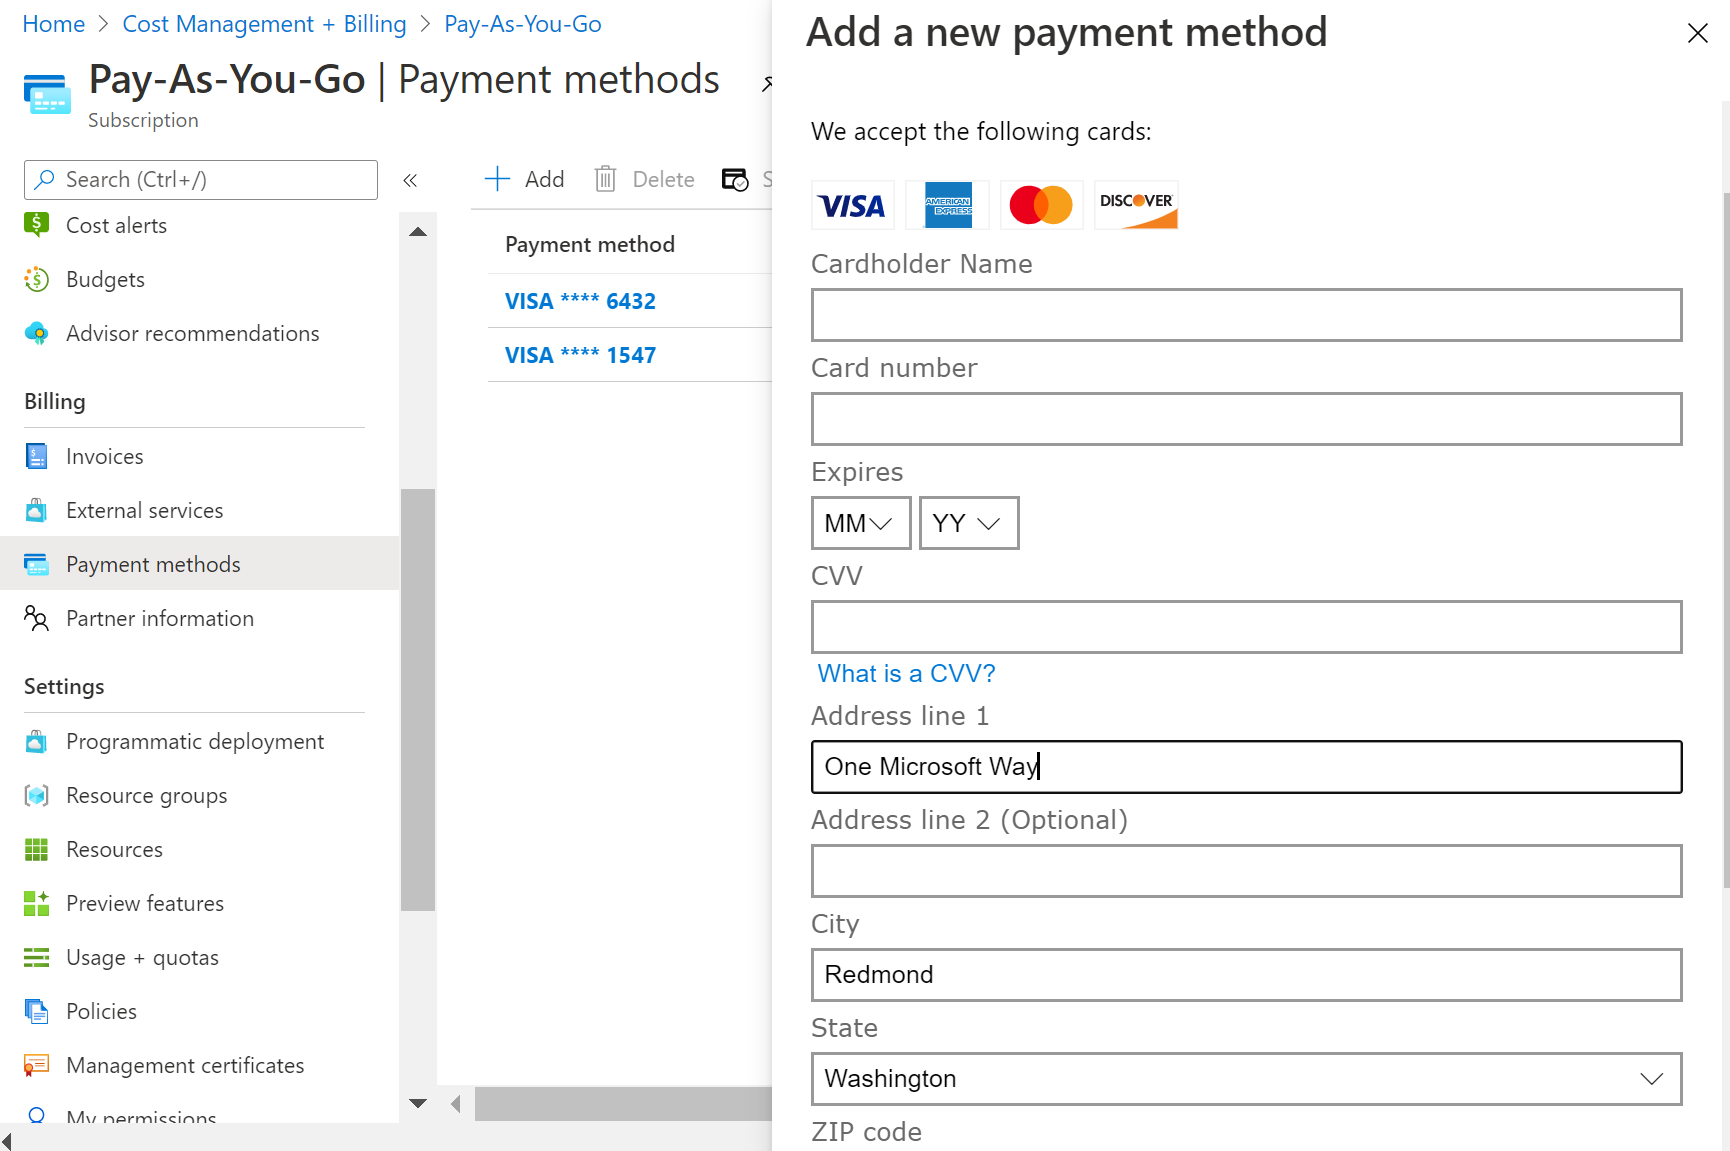 Home > Cost Management + Billing > Pay-As-You-Go
Pay-As-You-Go | Payment methods
Subscription
Search (Ctrl+/)
«
Cost alerts
Budgets
Advisor recommendations
Billing
Invoices
External services
Payment methods
Partner information
Settings
Programmatic deployment
Resource groups
Resources
Preview features
Usage + quotas
Policies
Management certificates
My permissions
+ Add Delete S
Payment method
VISA **** 6432
VISA **** 1547
Add a new payment method
We accept the following cards:
VISA AMERICAN EXPRESS DISCOVER
Cardholder Name
Card number
Expires
MM YY
CVV
What is a CVV?
Address line 1
One Microsoft Way
Address line 2 (Optional)
City
Redmond
State
Washington
ZIP code